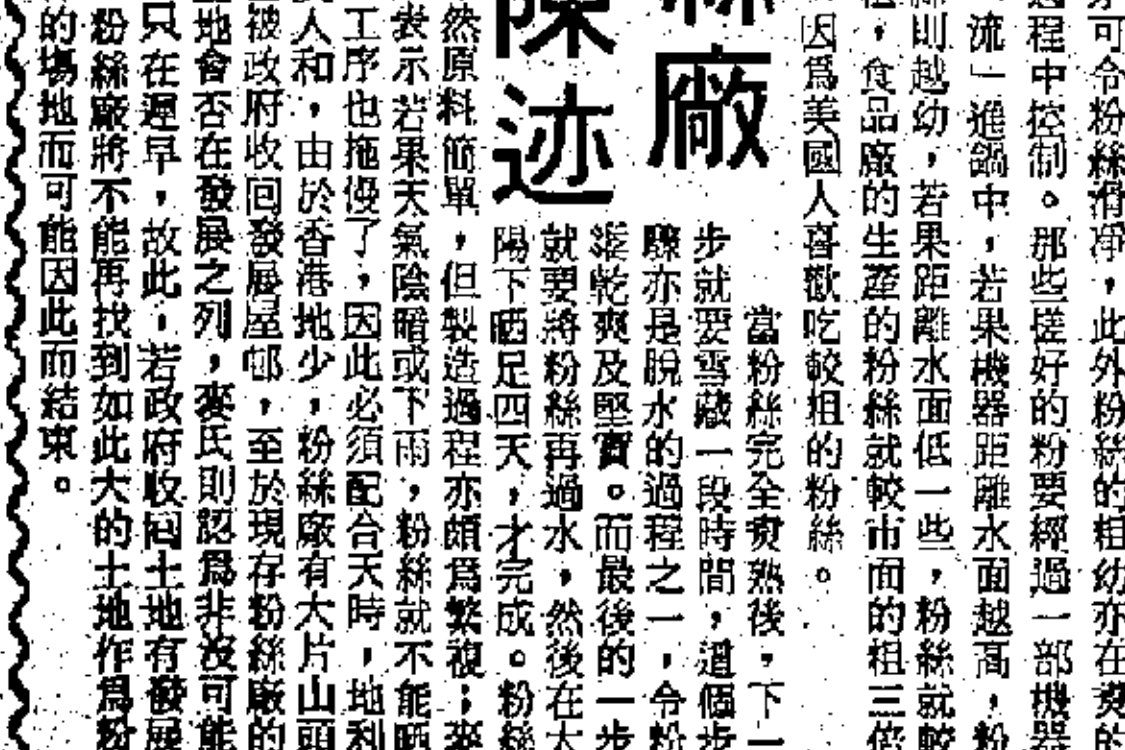 可令粉絲滑净，此外粉絲的粗幼亦在煑的
過程中控制。那些搓好的粉要經過一部機器
流」進鍋中，若果機器距離水面越高，粉
絲則越幼，若果距離水面低一些，粉絲就較
粗，食品廠的生產的粉絲就較市面的粗三倍
因爲美國人喜歡吃較粗的粉絲。
廠
陳迹
當粉絲完全煑熟後，下一
步就要雪藏一段時間，這個步
驟亦是脫水的過程之一，令粉
乾爽及堅實。而最後的一步
就要將粉絲再過水，然後在大
陽下晒足四天，才完成。粉絲
然原料簡單，但製造過程亦頗爲繁複；麥
表示若果天氣陰暗或下雨，粉絲就不能晒
工序也拖慢了，因此必須配合天時，地利
人和，由於香港地少，粉絲廠有大片山頭
被政府收回發展屋邨，至於現存粉絲廠的
地會否在發展之列，麥氏則認爲非沒可能
只在遲早，故此，若政府收回土地有發展
粉絲廠將不能再找到如此大的土地作爲粉
的場地而可能因此而結束。